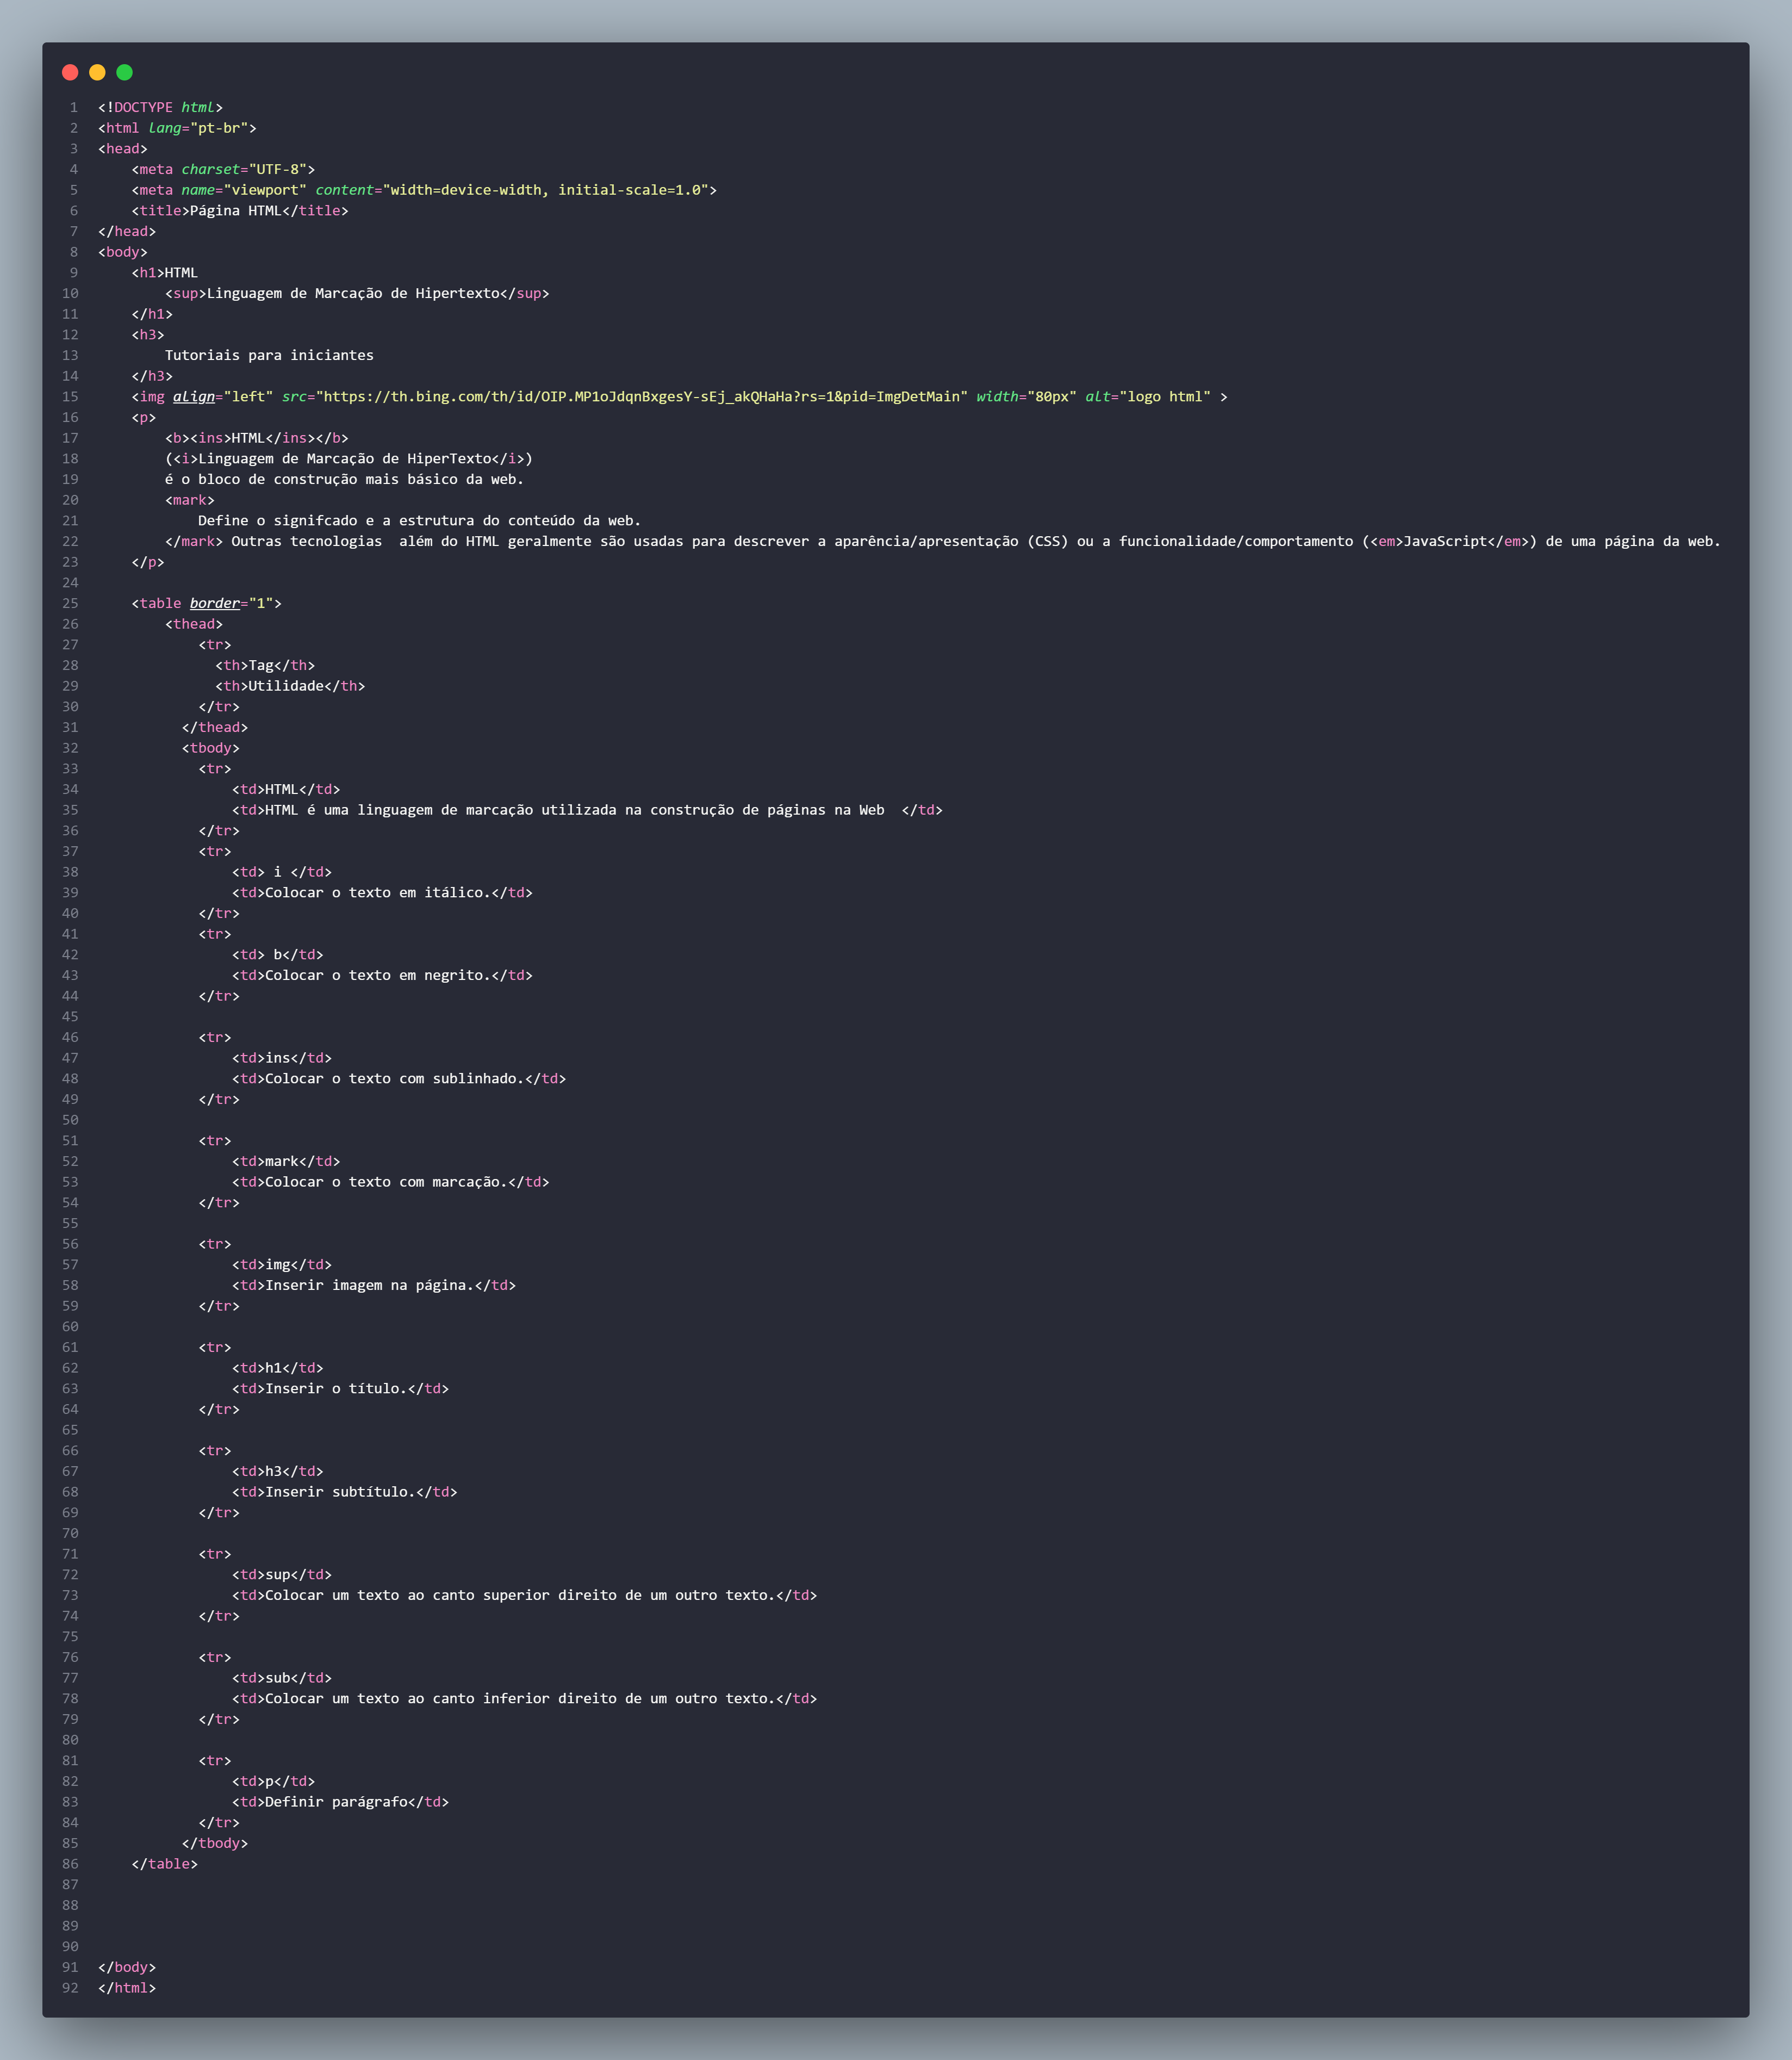 1 <!DOCTYPE html>
2 <html lang="pt-br">
3 <head>
4     <meta charset="UTF-8">
5     <meta name="viewport" content="width=device-width, initial-scale=1.0">
6     <title>Página HTML</title>
7 </head>
8 <body>
9     <h1>HTML
10         <sup>Linguagem de Marcação de Hipertexto</sup>
11     </h1>
12     <h3>
13         Tutoriais para iniciantes
14     </h3>
15     <img align="left" src="https://th.bing.com/th/id/OIP.MP1oJdqnBxgesY-sEj_akQHaHa?rs=1&pid=ImgDetMain" width="80px" alt="logo html" >
16     <p>
17         <b><ins>HTML</ins></b>
18         (<i>Linguagem de Marcação de HiperTexto</i>)
19         é o bloco de construção mais básico da web.
20         <mark>
21             Define o signifcado e a estrutura do conteúdo da web.
22         </mark> Outras tecnologias  além do HTML geralmente são usadas para descrever a aparência/apresentação (CSS) ou a funcionalidade/comportamento (<em>JavaScript</em>) de uma página da web.
23     </p>
24
25     <table border="1">
26         <thead>
27             <tr>
28               <th>Tag</th>
29               <th>Utilidade</th>
30             </tr>
31           </thead>
32           <tbody>
33             <tr>
34                 <td>HTML</td>
35                 <td>HTML é uma linguagem de marcação utilizada na construção de páginas na Web  </td>
36             </tr>
37             <tr>
38                 <td> i </td>
39                 <td>Colocar o texto em itálico.</td>
40             </tr>
41             <tr>
42                 <td> b</td>
43                 <td>Colocar o texto em negrito.</td>
44             </tr>
45
46             <tr>
47                 <td>ins</td>
48                 <td>Colocar o texto com sublinhado.</td>
49             </tr>
50
51             <tr>
52                 <td>mark</td>
53                 <td>Colocar o texto com marcação.</td>
54             </tr>
55
56             <tr>
57                 <td>img</td>
58                 <td>Inserir imagem na página.</td>
59             </tr>
60
61             <tr>
62                 <td>h1</td>
63                 <td>Inserir o título.</td>
64             </tr>
65
66             <tr>
67                 <td>h3</td>
68                 <td>Inserir subtítulo.</td>
69             </tr>
70
71             <tr>
72                 <td>sup</td>
73                 <td>Colocar um texto ao canto superior direito de um outro texto.</td>
74             </tr>
75
76             <tr>
77                 <td>sub</td>
78                 <td>Colocar um texto ao canto inferior direito de um outro texto.</td>
79             </tr>
80
81             <tr>
82                 <td>p</td>
83                 <td>Definir parágrafo</td>
84             </tr>
85           </tbody>
86     </table>
87
88
89
90
91 </body>
92 </html>